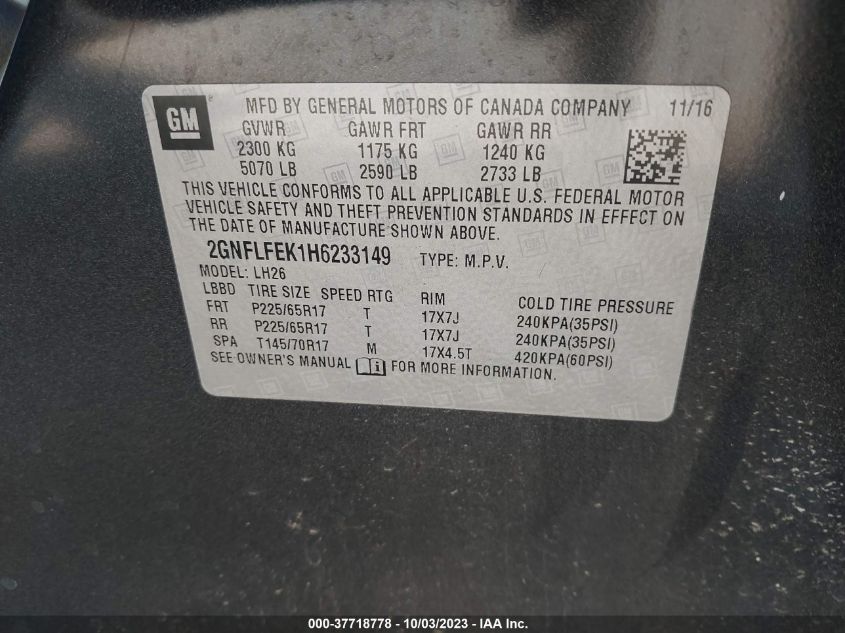 GM
MFD BY GENERAL MOTORS OF CANADA COMPANY 11/16
GVWR GAWR FRT GAWR RR
2300 KG 1175 KG 1240 KG
5070 LB 2590 LB 2733 LB
THIS VEHICLE CONFORMS TO ALL APPLICABLE U.S. FEDERAL MOTOR
VEHICLE SAFETY AND THEFT PREVENTION STANDARDS IN EFFECT ON
THE DATE OF MANUFACTURE SHOWN ABOVE.
2GNFLFEK1H6233149 TYPE: M.P.V.
MODEL: LH26
LBBD TIRE SIZE SPEED RTG RIM COLD TIRE PRESSURE
FRT P225/65R17 T 17X7J 240KPA(35PSI)
RR P225/65R17 T 17X7J 240KPA(35PSI)
SPA T145/70R17 M 17X4.5T 420KPA(60PSI)
SEE OWNER'S MANUAL FOR MORE INFORMATION.
000-37718778 - 10/03/2023 - IAA Inc.